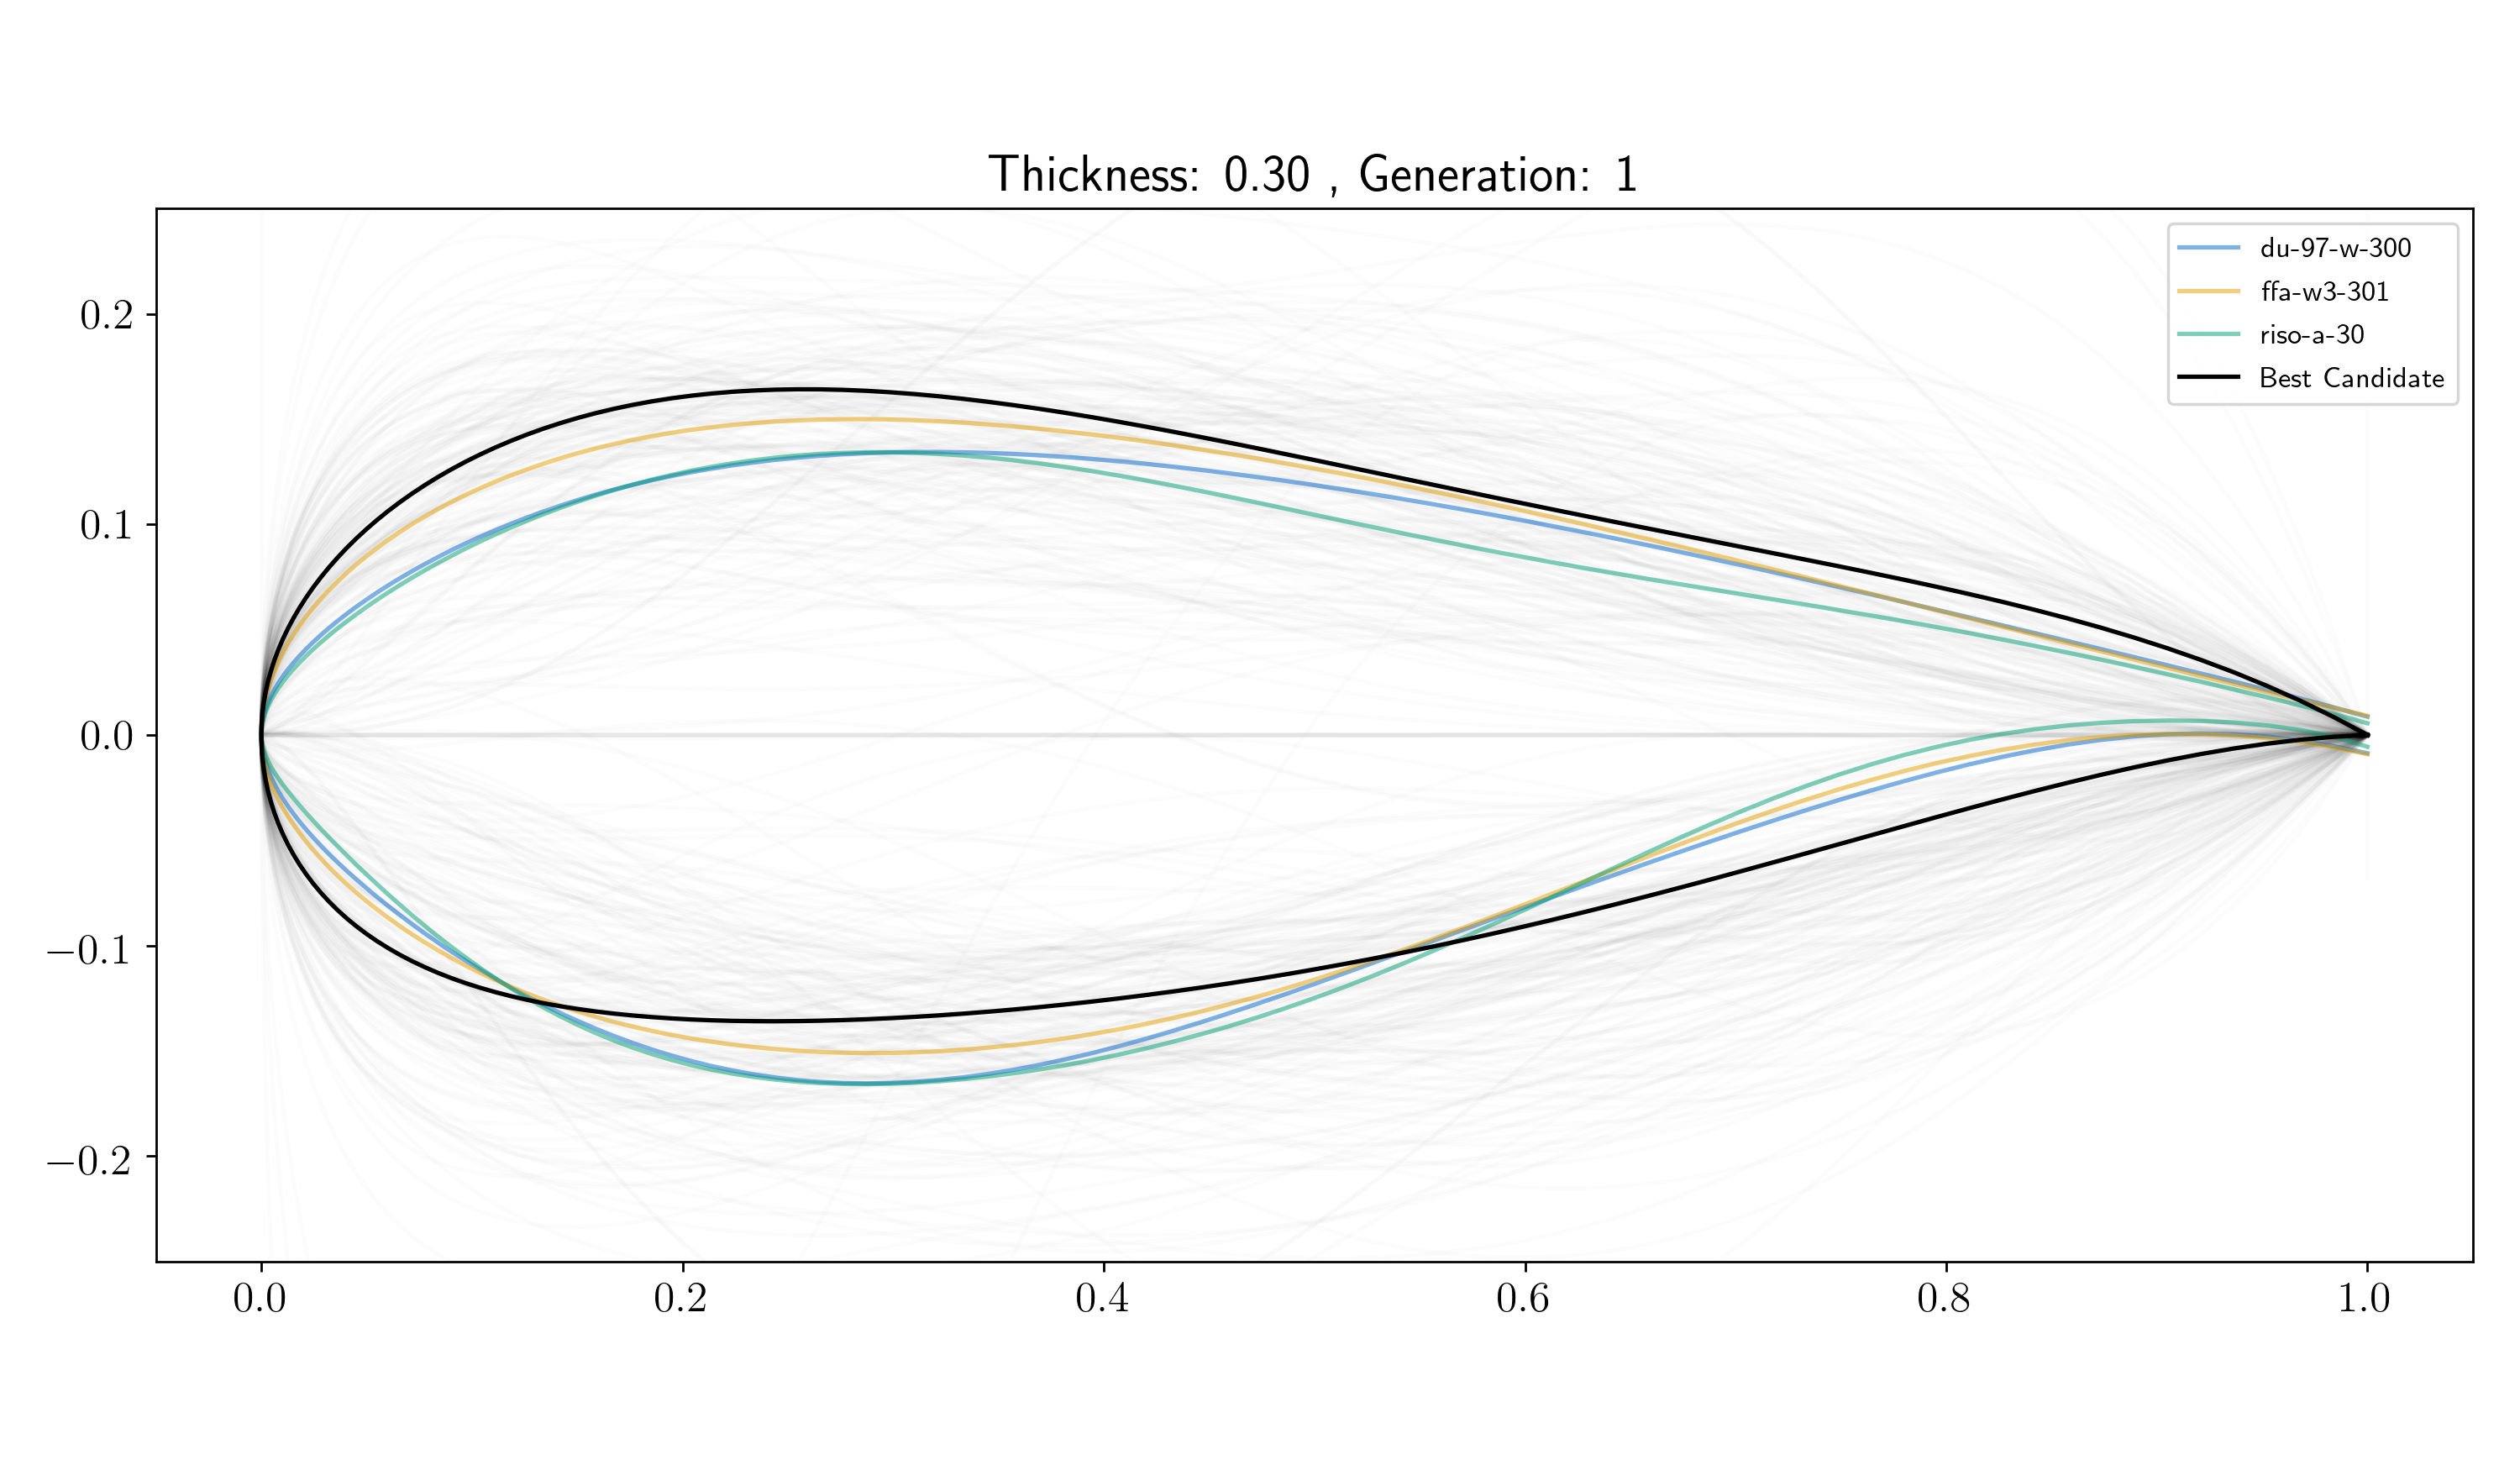 Thickness: 0.30 , Generation: 1
du-97-w-300
ffa-w3-301
riso-a-30
Best Candidate
0.2
0.1
0.0
−0.1
−0.2
0.0 0.2 0.4 0.6 0.8 1.0